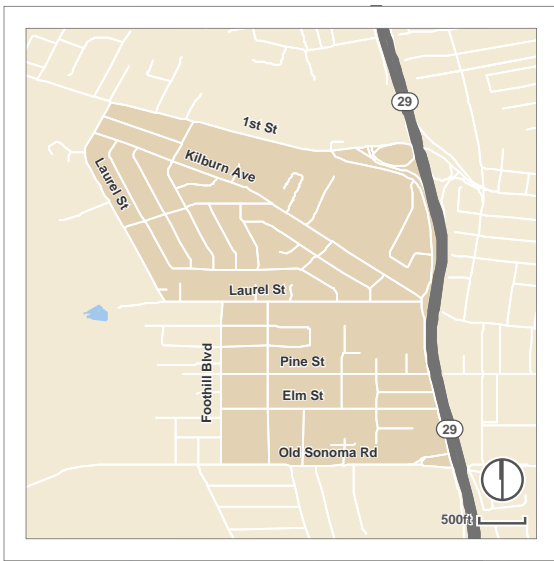 29
1st St
Kilburn Ave
Laurel St
Laurel St
Foothill Blvd
Pine St
Elm St
29
Old Sonoma Rd
500ft